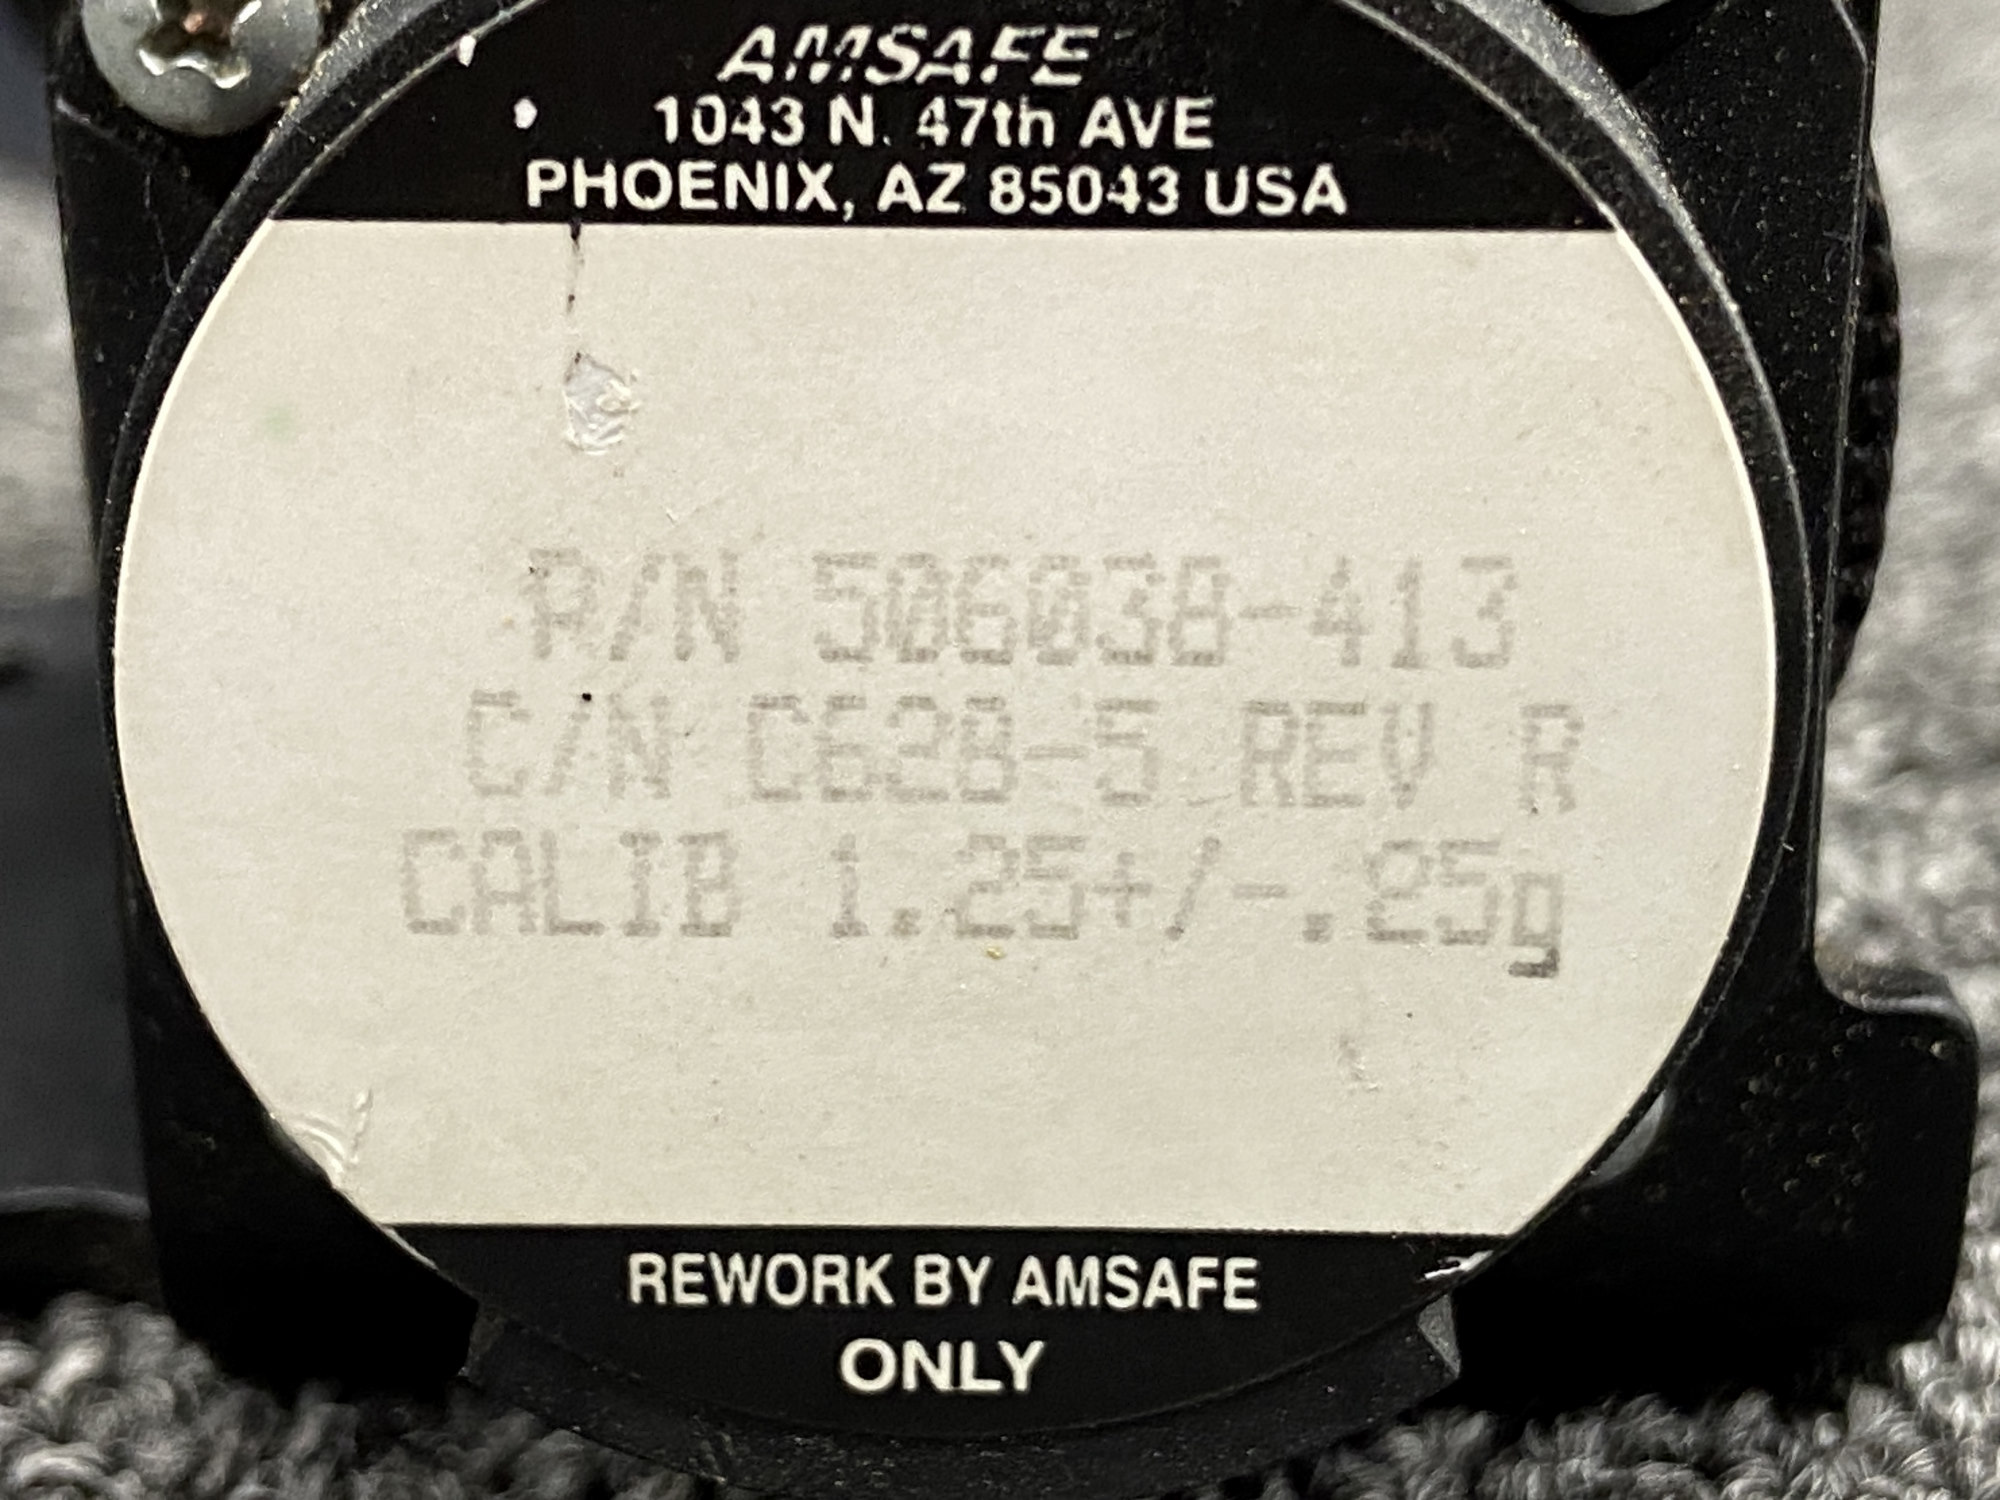 AMSAFE
1043 N. 47th AVE
PHOENIX, AZ 85043 USA
P/N 506038-413
C/N C628-5 REV A
CALIB 1.25+/-.25g
REWORK BY AMSAFE
ONLY